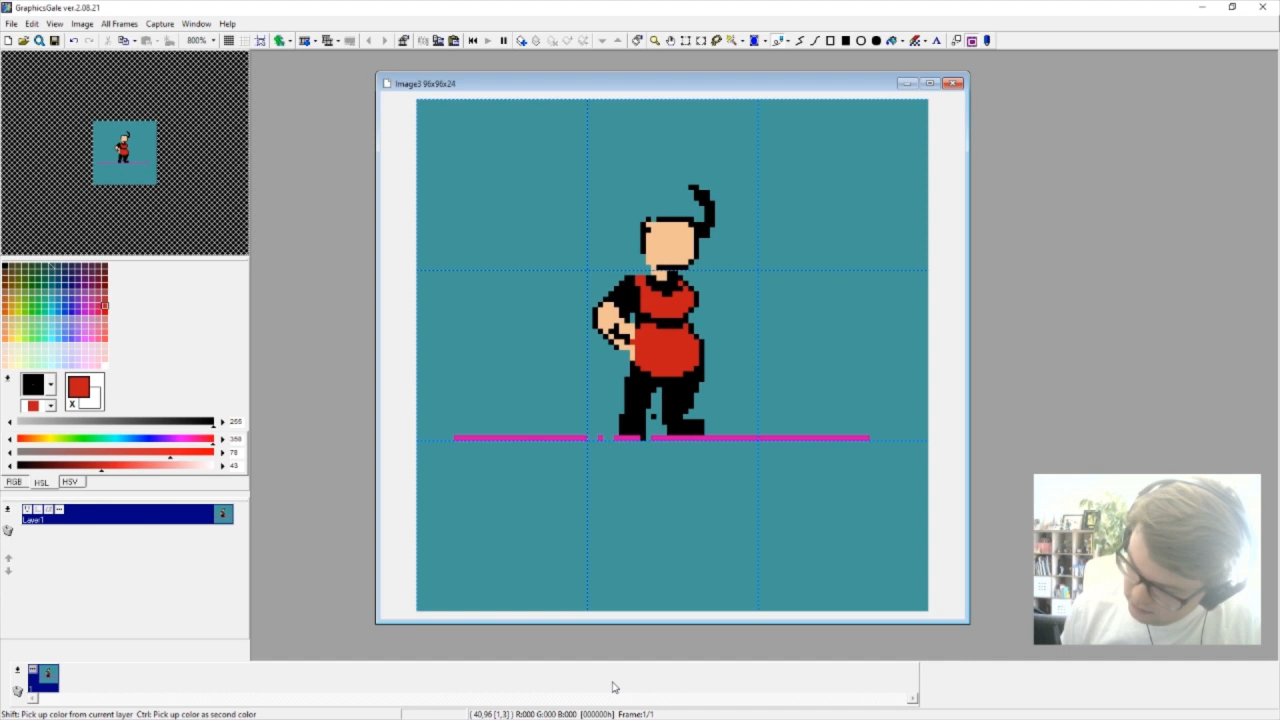 GraphicsGale ver.2.08.21
File Edit View Image All Frames Capture Window Help
800%
A
Image3 96x96x24
X
255
358
78
43
RGB HSL HSV
Layer1
1
Shift: Pick up color from current layer Ctrl: Pick up color as second color
( 40,96 [1,3] ) R:000 G:000 B:000 [000000h] Frame:1/1